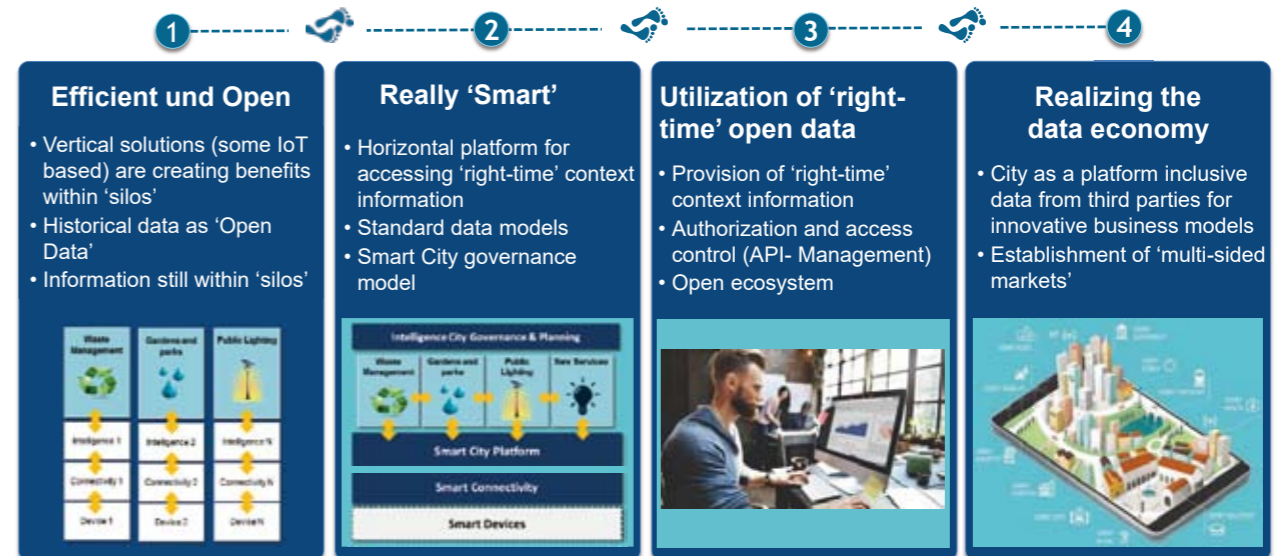 1
2
3
4
Efficient und Open
• Vertical solutions (some IoT
based) are creating benefits
within ‘silos’
• Historical data as ‘Open
Data’
• Information still within ‘silos’
Waste
Management
Gardens and
parks
Public Lighting
Intelligence 1
Intelligence 2
Intelligence N
Connectivity 1
Connectivity 2
Connectivity N
Device 1
Device 2
Device N
Really ‘Smart’
• Horizontal platform for
accessing ‘right-time’ context
information
• Standard data models
• Smart City governance
model
Intelligence City Governance & Planning
Waste
Management
Gardens and
parks
Public
Lighting
New Services
Smart City Platform
Smart Connectivity
Smart Devices
Utilization of ‘right-
time’ open data
• Provision of ‘right-time’
context information
• Authorization and access
control (API- Management)
• Open ecosystem
Realizing the
data economy
• City as a platform inclusive
data from third parties for
innovative business models
• Establishment of ‘multi-sided
markets’